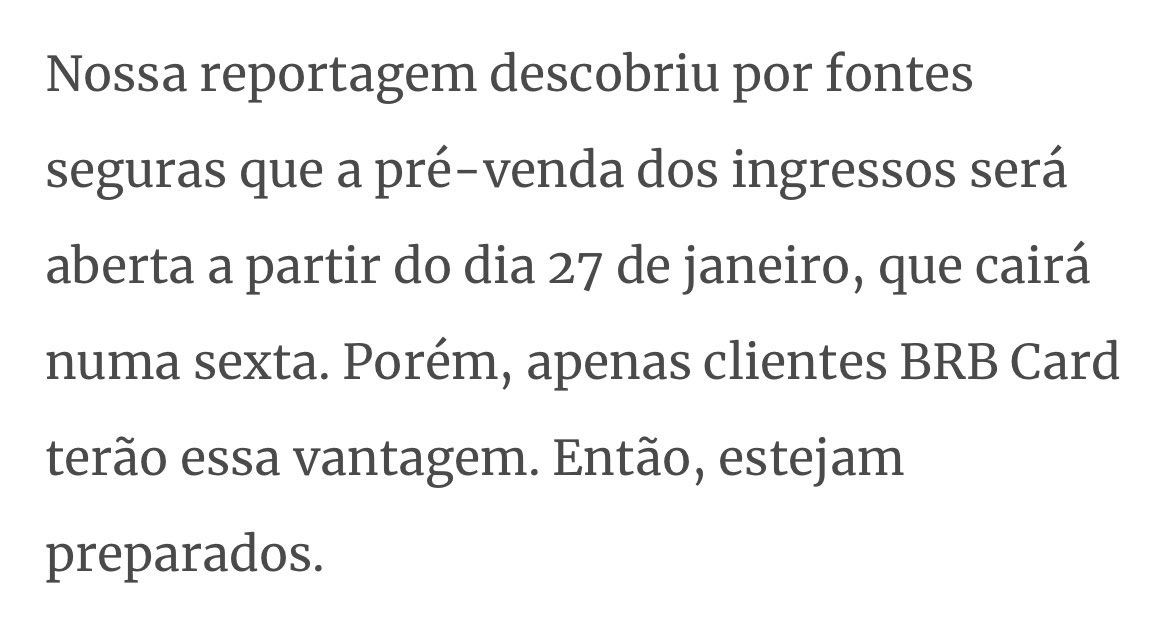 Nossa reportagem descobriu por fontes
seguras que a pré-venda dos ingressos será
aberta a partir do dia 27 de janeiro, que cairá
numa sexta. Porém, apenas clientes BRB Card
terão essa vantagem. Então, estejam
preparados.